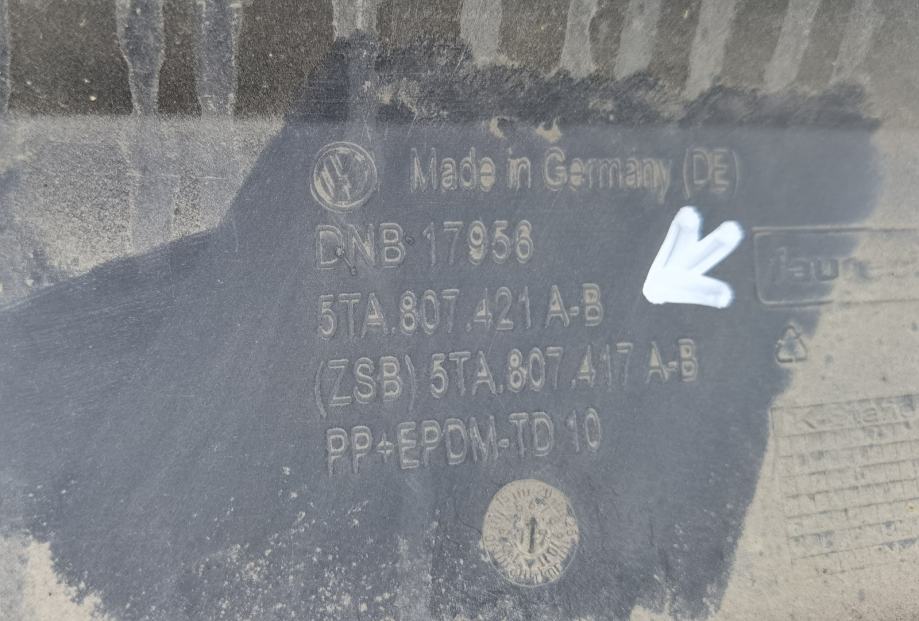 Made in Germany (DE)
DNB 17956
5TA.807.421 A-B
(ZSB) 5TA.807.417 A-B
PP+EPDM-TD 10